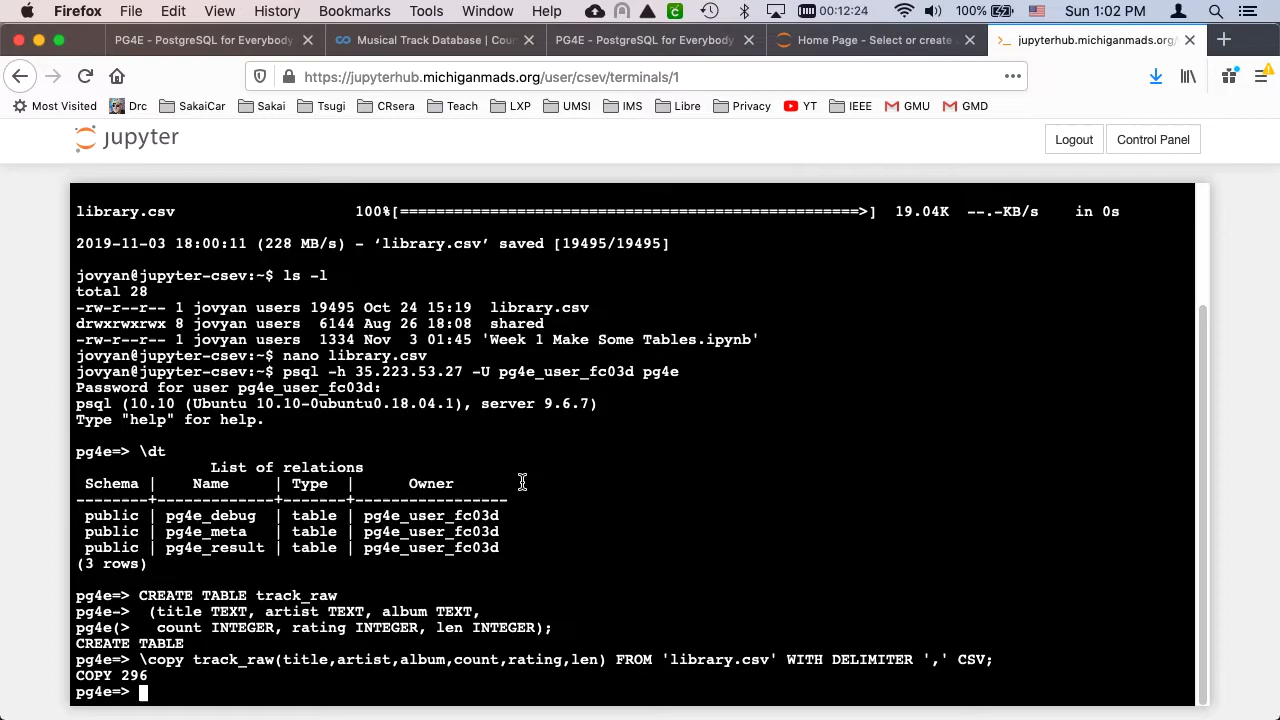 Firefox File Edit View History Bookmarks Tools Window Help 00:12:24 100% Sun 1:02 PM
PG4E - PostgreSQL for Everybody
Musical Track Database | Cou
PG4E - PostgreSQL for Everybody
Home Page - Select or create
jupyterhub.michiganmads.org/
https://jupyterhub.michiganmads.org/user/csev/terminals/1
Most Visited Drc SakaiCar Sakai Tsugi CRsera Teach LXP UMSI IMS Libre Privacy YT IEEE GMU GMD
jupyter
Logout Control Panel
library.csv 100%[===================================================>] 19.04K --.-KB/s in 0s
2019-11-03 18:00:11 (228 MB/s) - ‘library.csv’ saved [19495/19495]
jovyan@jupyter-csev:~$ ls -l
total 28
-rw-r--r-- 1 jovyan users 19495 Oct 24 15:19 library.csv
drwxrwxrwx 8 jovyan users 6144 Aug 26 18:08 shared
-rw-r--r-- 1 jovyan users 1334 Nov 3 01:45 'Week 1 Make Some Tables.ipynb'
jovyan@jupyter-csev:~$ nano library.csv
jovyan@jupyter-csev:~$ psql -h 35.223.53.27 -U pg4e_user_fc03d pg4e
Password for user pg4e_user_fc03d:
psql (10.10 (Ubuntu 10.10-0ubuntu0.18.04.1), server 9.6.7)
Type "help" for help.
pg4e=> \dt
List of relations
Schema | Name | Type | Owner
--------+-------------+-------+-----------------
public | pg4e_debug | table | pg4e_user_fc03d
public | pg4e_meta | table | pg4e_user_fc03d
public | pg4e_result | table | pg4e_user_fc03d
(3 rows)
pg4e=> CREATE TABLE track_raw
pg4e-> (title TEXT, artist TEXT, album TEXT,
pg4e(> count INTEGER, rating INTEGER, len INTEGER);
CREATE TABLE
pg4e=> \copy track_raw(title,artist,album,count,rating,len) FROM 'library.csv' WITH DELIMITER ',' CSV;
COPY 296
pg4e=>